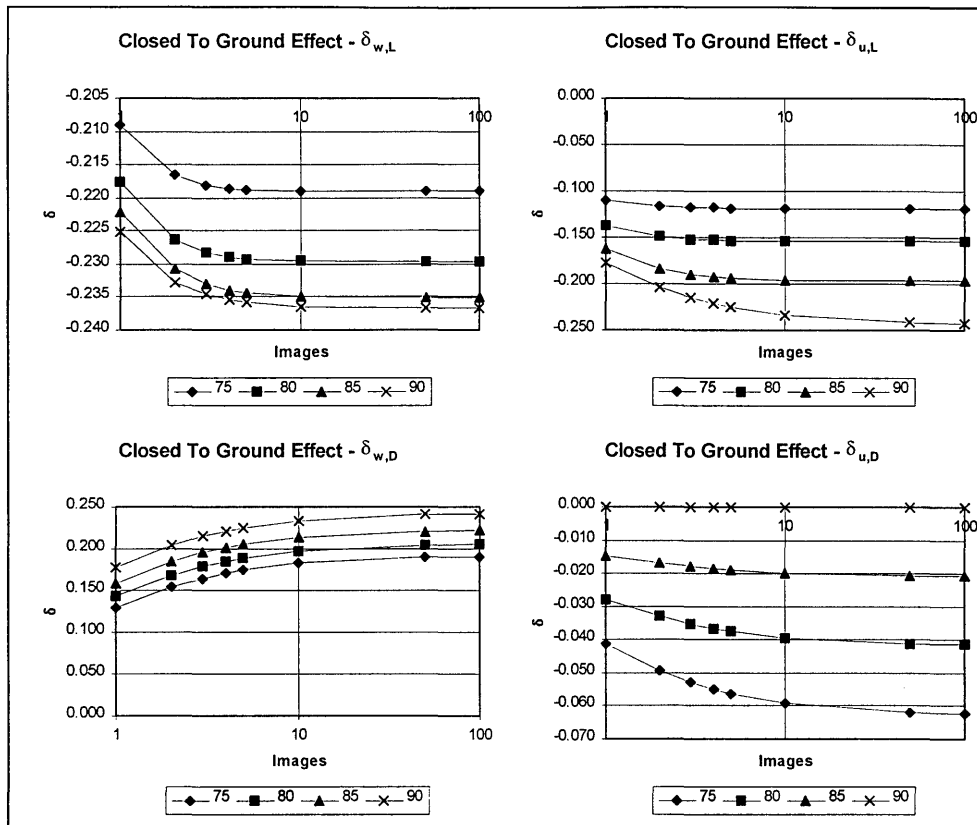 Closed To Ground Effect - δw,L
-0.205
-0.210
-0.215
-0.220
-0.225
-0.230
-0.235
-0.240
δ
1
10
100
Images
75 80 85 90
Closed To Ground Effect - δu,L
0.000
-0.050
-0.100
-0.150
-0.200
-0.250
δ
1
10
100
Images
75 80 85 90
Closed To Ground Effect - δw,D
0.250
0.200
0.150
0.100
0.050
0.000
δ
1
10
100
Images
75 80 85 90
Closed To Ground Effect - δu,D
0.000
-0.010
-0.020
-0.030
-0.040
-0.050
-0.060
-0.070
δ
1
10
100
Images
75 80 85 90